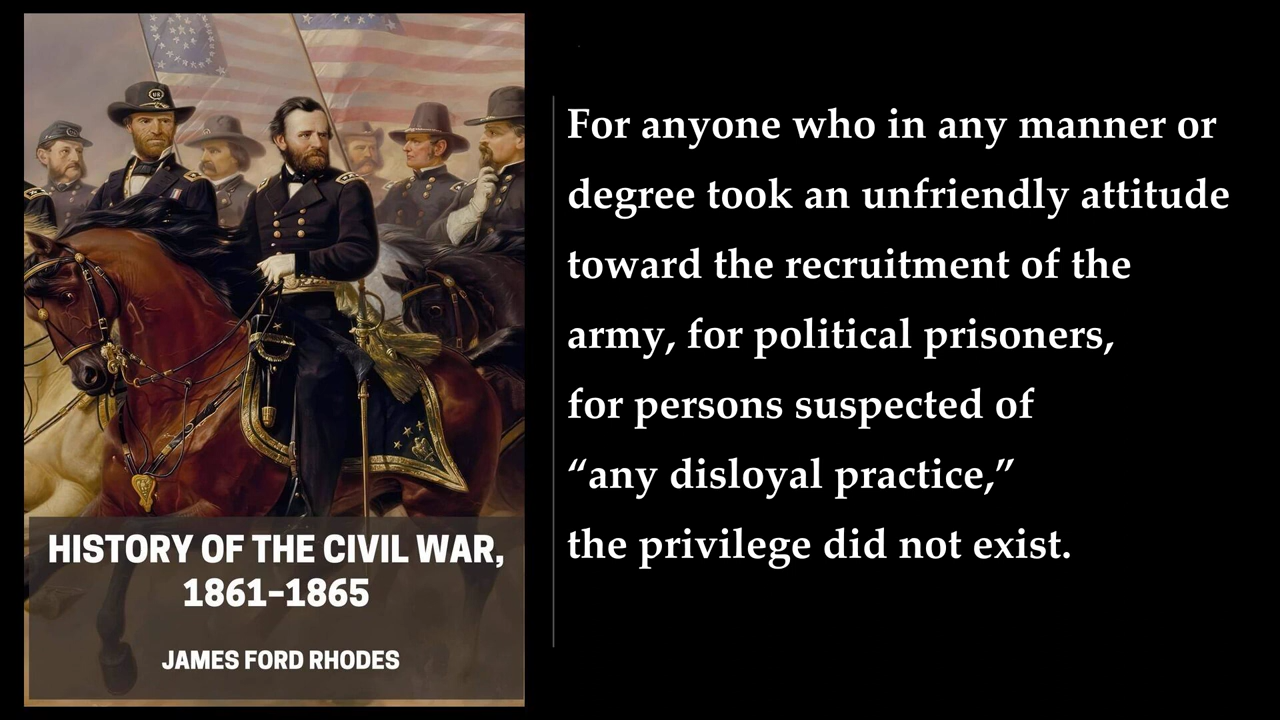 HISTORY OF THE CIVIL WAR,
1861–1865
JAMES FORD RHODES
For anyone who in any manner or
degree took an unfriendly attitude
toward the recruitment of the
army, for political prisoners,
for persons suspected of
“any disloyal practice,”
the privilege did not exist.